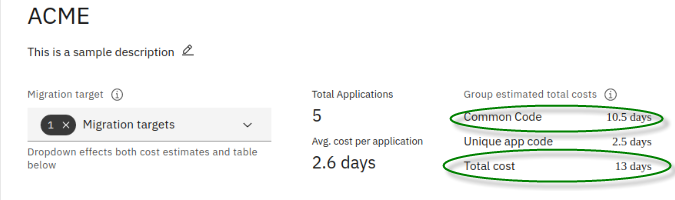 ACME
This is a sample description
Migration target
1 × Migration targets
Dropdown effects both cost estimates and table
below
Total Applications
5
Avg. cost per application
2.6 days
Group estimated total costs
Common Code 10.5 days
Unique app code 2.5 days
Total cost 13 days